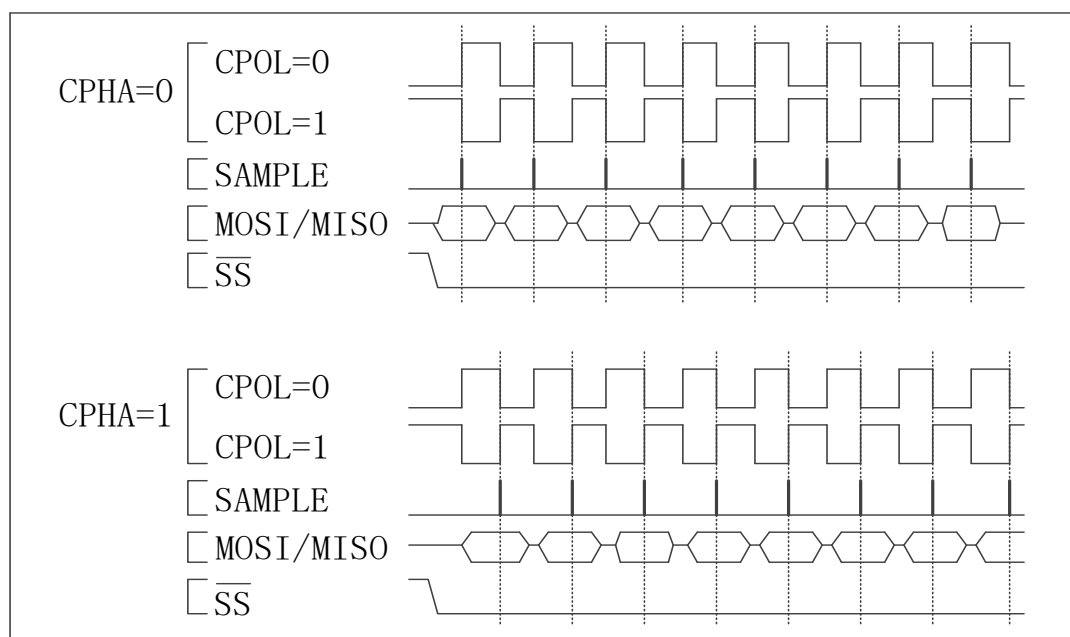 CPOL=0
CPHA=0
CPOL=1
SAMPLE
MOSI/MISO
SS
CPOL=0
CPHA=1
CPOL=1
SAMPLE
MOSI/MISO
SS